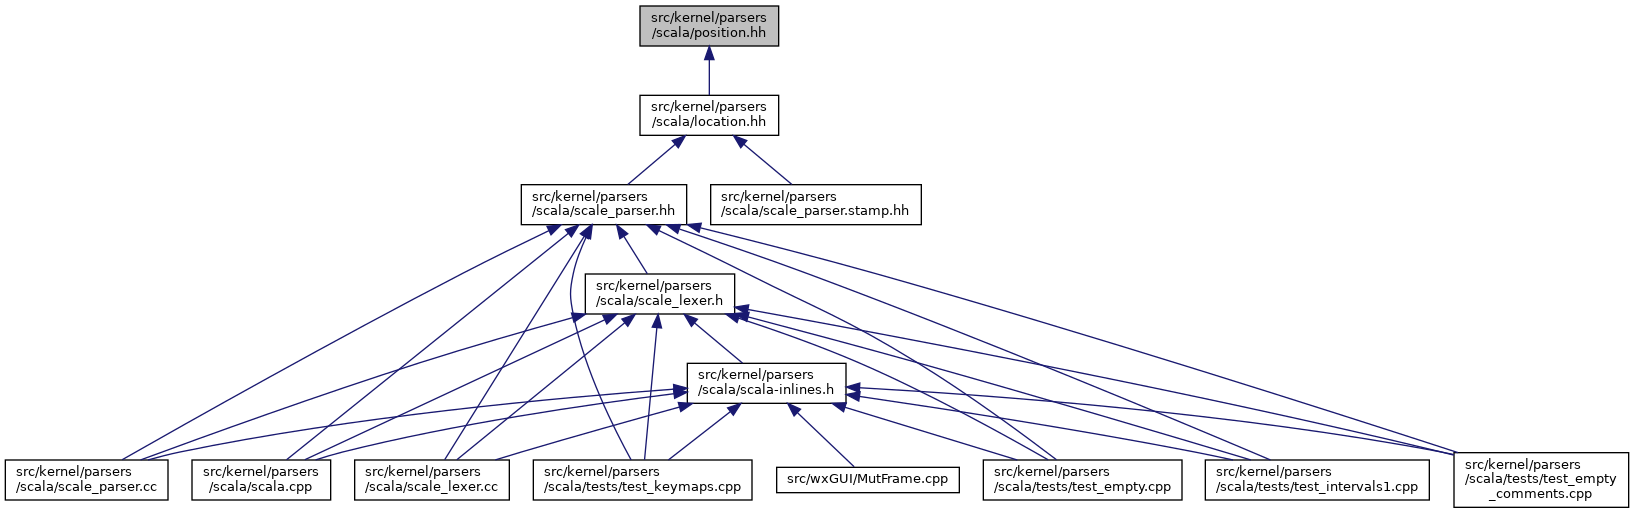 src/kernel/parsers
/scala/position.hh
src/kernel/parsers
/scala/location.hh
src/kernel/parsers
/scala/scale_parser.hh
src/kernel/parsers
/scala/scale_parser.stamp.hh
src/kernel/parsers
/scala/scale_lexer.h
src/kernel/parsers
/scala/scala-inlines.h
src/kernel/parsers
/scala/scale_parser.cc
src/kernel/parsers
/scala/scala.cpp
src/kernel/parsers
/scala/scale_lexer.cc
src/kernel/parsers
/scala/tests/test_keymaps.cpp
src/wxGUI/MutFrame.cpp
src/kernel/parsers
/scala/tests/test_empty.cpp
src/kernel/parsers
/scala/tests/test_intervals1.cpp
src/kernel/parsers
/scala/tests/test_empty
_comments.cpp